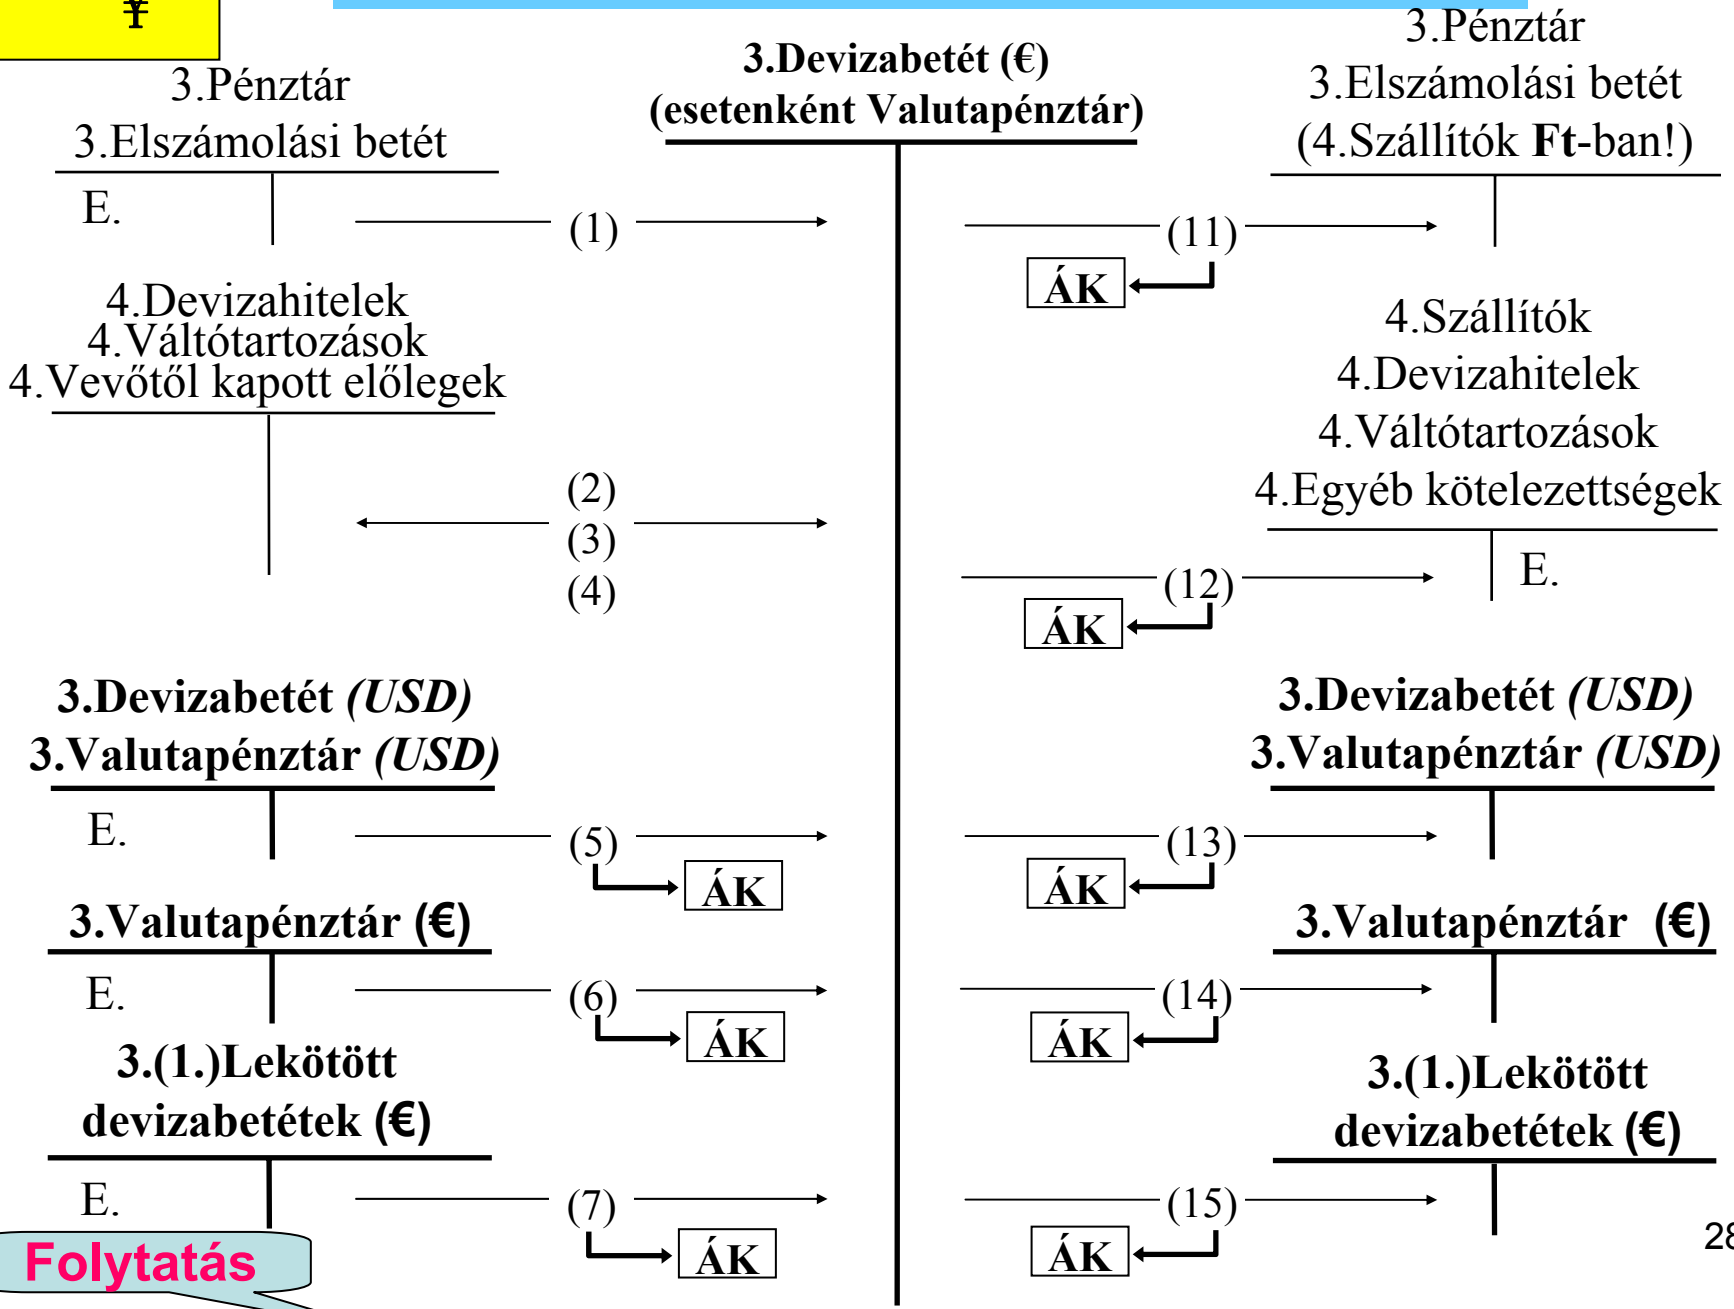 ¥
3.Pénztár
3.Elszámolási betét
E.
(1)
4.Devizahitelek
4.Váltótartozások
4.Vevőtől kapott előlegek
(2)
(3)
(4)
3.Devizabetét (USD)
3.Valutapénztár (USD)
E.
(5)
ÁK
3.Valutapénztár (€)
E.
(6)
ÁK
3.(1.)Lekötött
devizabetétek (€)
E.
(7)
ÁK
Folytatás
3.Devizabetét (€)
(esetenként Valutapénztár)
3.Pénztár
3.Elszámolási betét
(4.Szállítók Ft-ban!)
(11)
ÁK
4.Szállítók
4.Devizahitelek
4.Váltótartozások
4.Egyéb kötelezettségek
E.
(12)
ÁK
3.Devizabetét (USD)
3.Valutapénztár (USD)
(13)
ÁK
3.Valutapénztár (€)
(14)
ÁK
3.(1.)Lekötött
devizabetétek (€)
(15)
ÁK
28